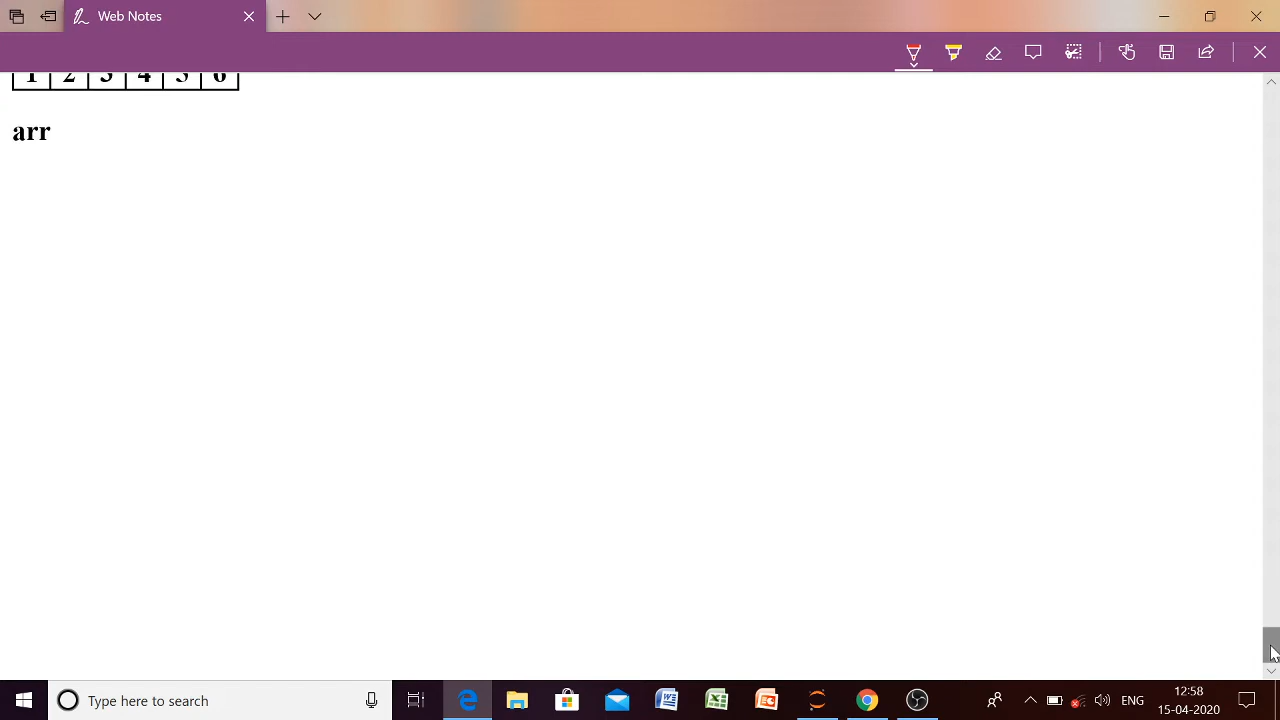 Web Notes
1 2 3 4 5 6
arr
Type here to search
ENG
12:58
15-04-2020